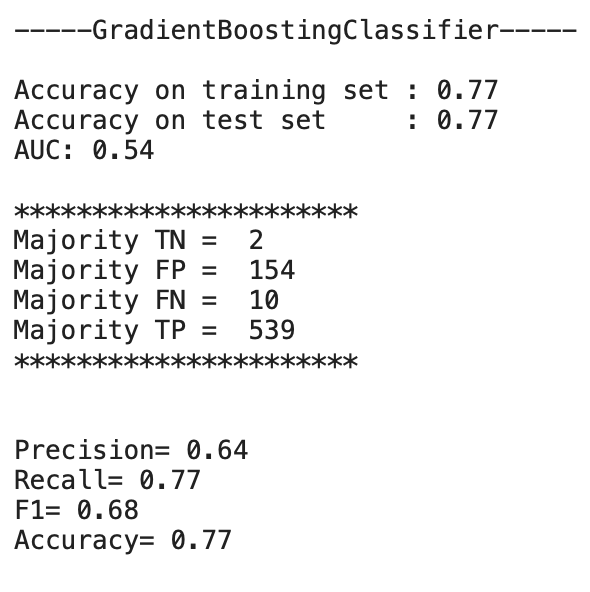 -----GradientBoostingClassifier-----
Accuracy on training set : 0.77
Accuracy on test set     : 0.77
AUC: 0.54
**********************
Majority TN =  2
Majority FP =  154
Majority FN =  10
Majority TP =  539
**********************
Precision= 0.64
Recall= 0.77
F1= 0.68
Accuracy= 0.77